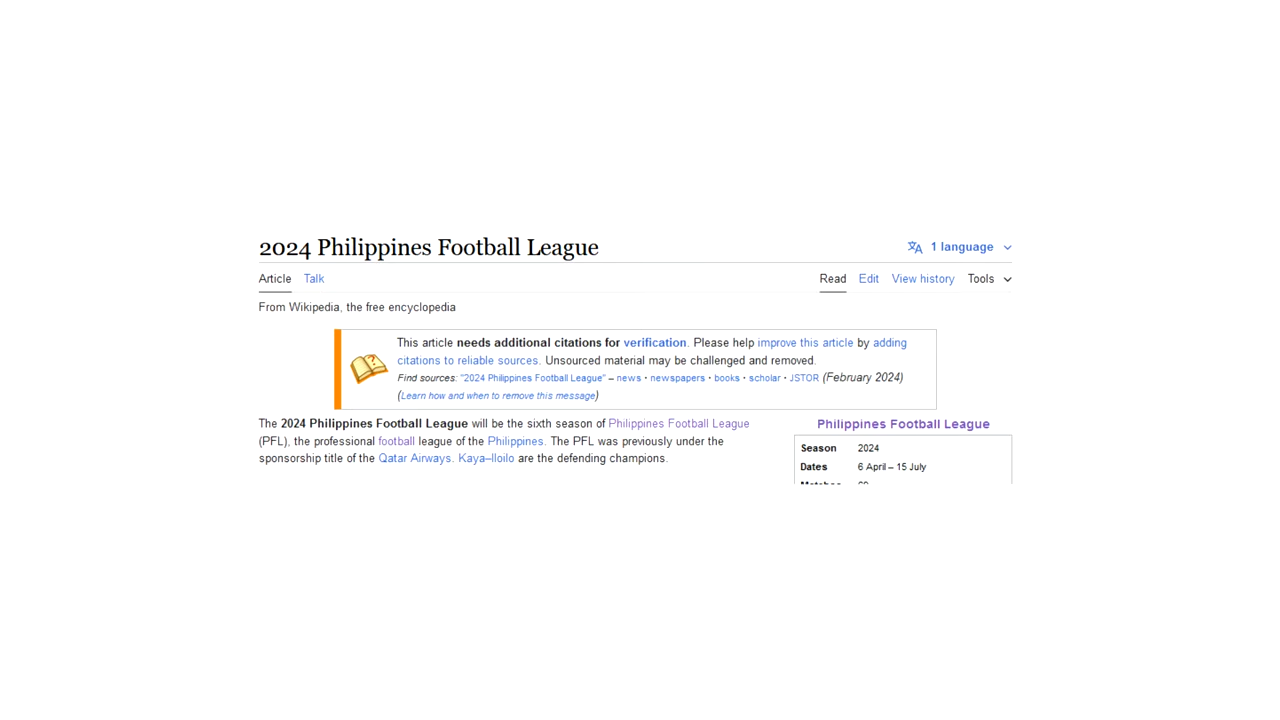 2024 Philippines Football League
1 language
Article Talk
Read Edit View history Tools
From Wikipedia, the free encyclopedia
This article needs additional citations for verification. Please help improve this article by adding
citations to reliable sources. Unsourced material may be challenged and removed.
Find sources: "2024 Philippines Football League" – news · newspapers · books · scholar · JSTOR (February 2024)
(Learn how and when to remove this message)
The 2024 Philippines Football League will be the sixth season of Philippines Football League
(PFL), the professional football league of the Philippines. The PFL was previously under the
sponsorship title of the Qatar Airways. Kaya–Iloilo are the defending champions.
Philippines Football League
Season 2024
Dates 6 April – 15 July